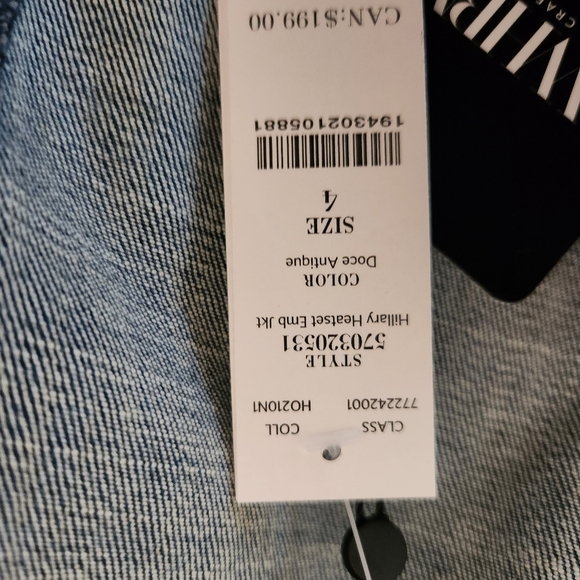 CLASS COLL
772242001 HO210N1
STYLE
570320531
Hillary Heatset Emb Jkt
COLOR
Doce Antique
SIZE
4
194302105881
CAN:$199.00